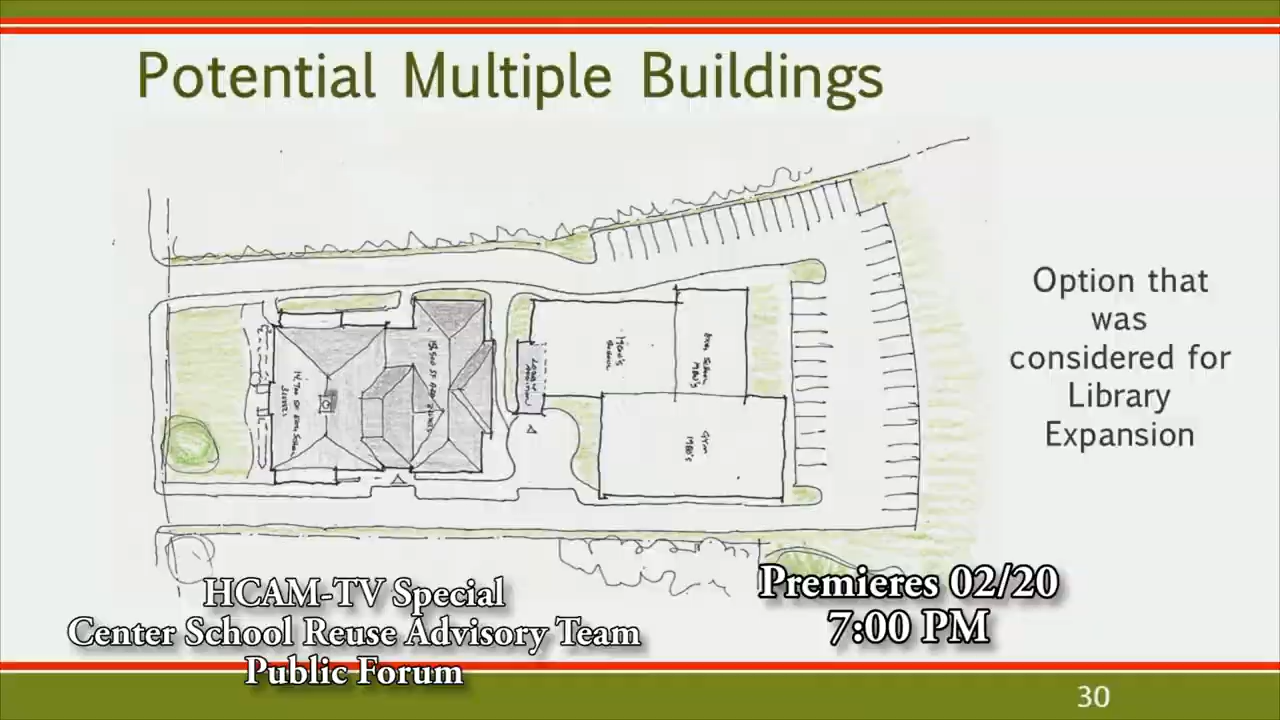 Potential Multiple Buildings
Option that
was
considered for
Library
Expansion
GYM
HCAM-TV Special
Center School Reuse Advisory Team
Public Forum
Premieres 02/20
7:00 PM
30